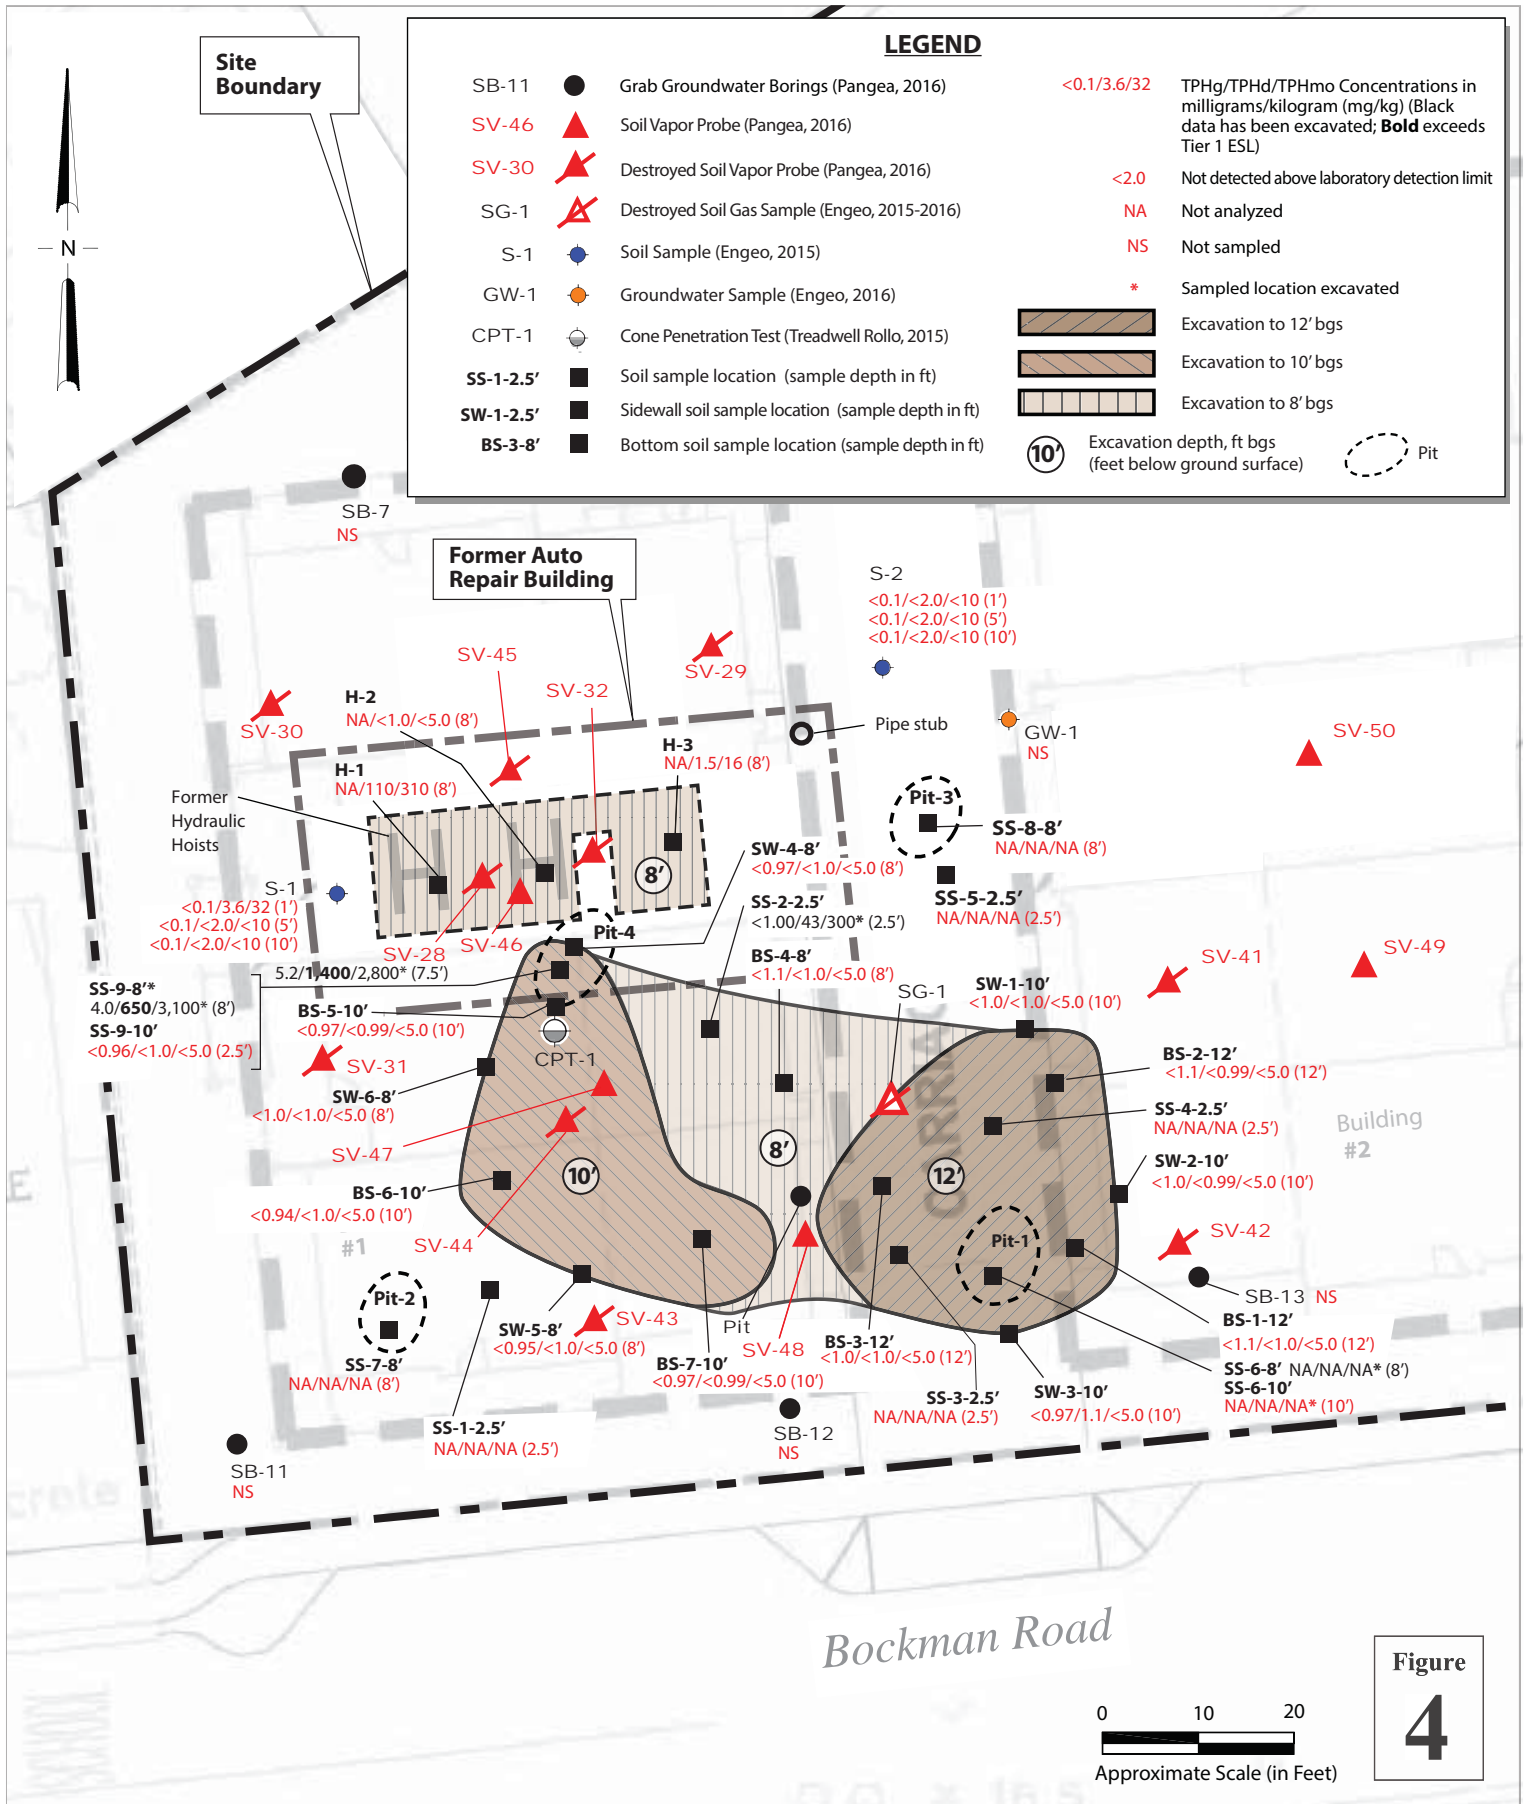 Site
Boundary
N
LEGEND
SB-11 Grab Groundwater Borings (Pangea, 2016)
SV-46 Soil Vapor Probe (Pangea, 2016)
SV-30 Destroyed Soil Vapor Probe (Pangea, 2016)
SG-1 Destroyed Soil Gas Sample (Engeo, 2015-2016)
S-1 Soil Sample (Engeo, 2015)
GW-1 Groundwater Sample (Engeo, 2016)
CPT-1 Cone Penetration Test (Treadwell Rollo, 2015)
SS-1-2.5’ Soil sample location (sample depth in ft)
SW-1-2.5’ Sidewall soil sample location (sample depth in ft)
BS-3-8’ Bottom soil sample location (sample depth in ft)
<0.1/3.6/32 TPHg/TPHd/TPHmo Concentrations in
milligrams/kilogram (mg/kg) (Black
data has been excavated; Bold exceeds
Tier 1 ESL)
<2.0 Not detected above laboratory detection limit
NA Not analyzed
NS Not sampled
* Sampled location excavated
Excavation to 12’ bgs
Excavation to 10’ bgs
Excavation to 8’ bgs
10’ Excavation depth, ft bgs
(feet below ground surface)
Pit
SB-7
NS
Former Auto
Repair Building
S-2
<0.1/<2.0/<10 (1’)
<0.1/<2.0/<10 (5’)
<0.1/<2.0/<10 (10’)
SV-45
SV-32
SV-29
SV-30
H-2
NA/<1.0/<5.0 (8’)
Pipe stub
GW-1
NS
SV-50
H-3
NA/1.5/16 (8’)
H-1
NA/110/310 (8’)
Former
Hydraulic
Hoists
Pit-3
SS-8-8’
NA/NA/NA (8’)
SW-4-8’
<0.97/<1.0/<5.0 (8’)
8’
S-1
<0.1/3.6/32 (1’)
<0.1/<2.0/<10 (5’)
<0.1/<2.0/<10 (10’)
SS-2-2.5’
<1.00/43/300* (2.5’)
SS-5-2.5’
NA/NA/NA (2.5’)
Pit-4
SV-28
SV-46
BS-4-8’
<1.1/<1.0/<5.0 (8’)
SV-41
SV-49
5.2/1,400/2,800* (7.5’)
SS-9-8’*
4.0/650/3,100* (8’)
SS-9-10’
<0.96/<1.0/<5.0 (2.5’)
SG-1
SW-1-10’
<1.0/<1.0/<5.0 (10’)
BS-5-10’
<0.97/<0.99/<5.0 (10’)
CPT-1
SV-31
BS-2-12’
<1.1/<0.99/<5.0 (12’)
SW-6-8’
<1.0/<1.0/<5.0 (8’)
SS-4-2.5’
NA/NA/NA (2.5’)
Building
#2
SV-47
8’
10’
12’
SW-2-10’
<1.0/<0.99/<5.0 (10’)
BS-6-10’
<0.94/<1.0/<5.0 (10’)
#1
SV-44
Pit-1
SV-42
SB-13 NS
Pit-2
SV-43
Pit
SV-48
SW-5-8’
<0.95/<1.0/<5.0 (8’)
BS-3-12’
<1.0/<1.0/<5.0 (12’)
BS-1-12’
<1.1/<1.0/<5.0 (12’)
SS-7-8’
NA/NA/NA (8’)
BS-7-10’
<0.97/<0.99/<5.0 (10’)
SS-6-8’ NA/NA/NA* (8’)
SS-6-10’
NA/NA/NA* (10’)
SS-3-2.5’
NA/NA/NA (2.5’)
SW-3-10’
<0.97/1.1/<5.0 (10’)
SS-1-2.5’
NA/NA/NA (2.5’)
SB-12
NS
SB-11
NS
crete
Bockman Road
0 10 20
Approximate Scale (in Feet)
Figure
4